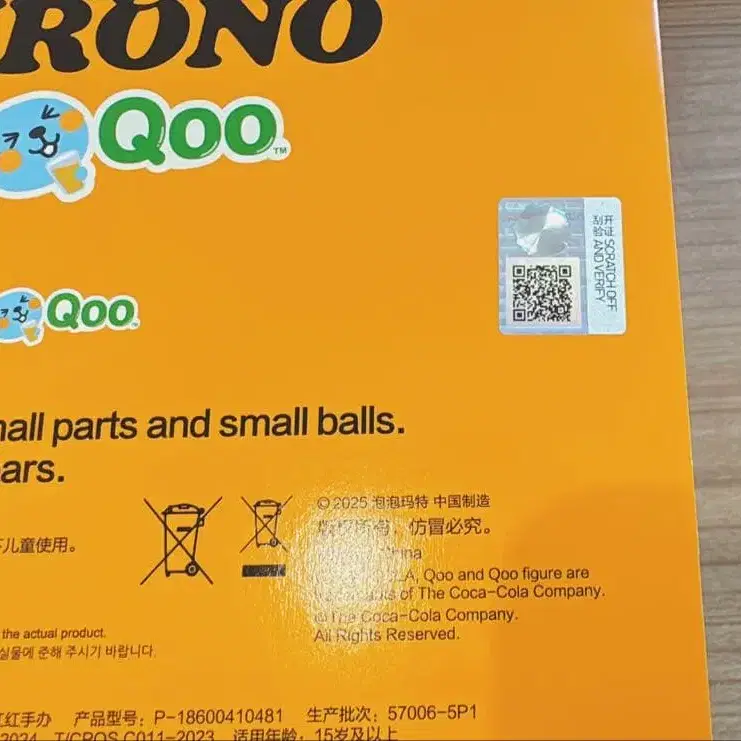 RONO
Qoo TM
开证 SCRATCH OFF
刮验 AND VERIFY
Qoo TM
mall parts and small balls.
ars.
© 2025 泡泡玛特 中国制造
版权所有，仿冒必究。
儿童使用。
China
Qoo and Qoo figure are
of The Coca-Cola Company.
©The Coca-Cola Company.
All Rights Reserved.
the actual product.
실물에 준해 주시기 바랍니다.
红手办 产品型号：P-18600410481 生产批次：57006-5P1
2024 T/CPQS C011-2023 适用年龄：15岁及以上